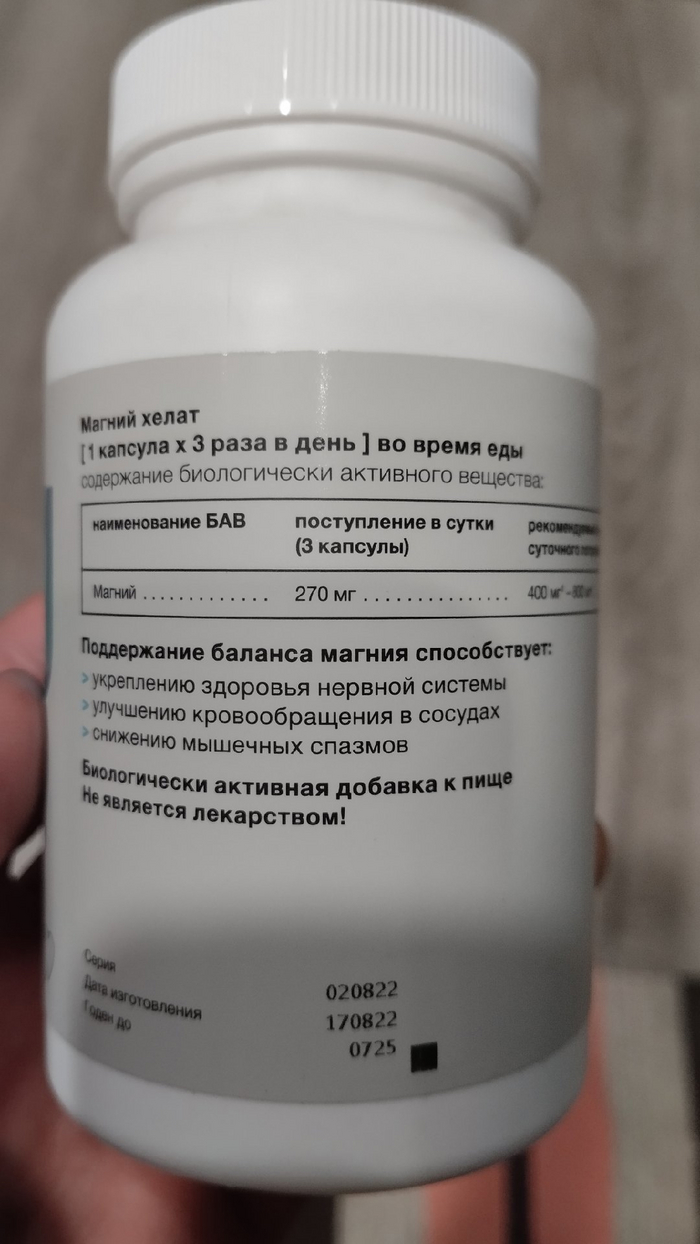 Магний хелат
[1 капсула х 3 раза в день] во время еды
содержание биологически активного вещества:
наименование БАВ поступление в сутки
(3 капсулы)
Магний ............. 270 мг ................ 400 мг
Поддержание баланса магния способствует:
› укреплению здоровья нервной системы
› улучшению кровообращения в сосудах
› снижению мышечных спазмов
Биологически активная добавка к пище
Не является лекарством!
Серия 020822
Дата изготовления 170822
Годен до 0725